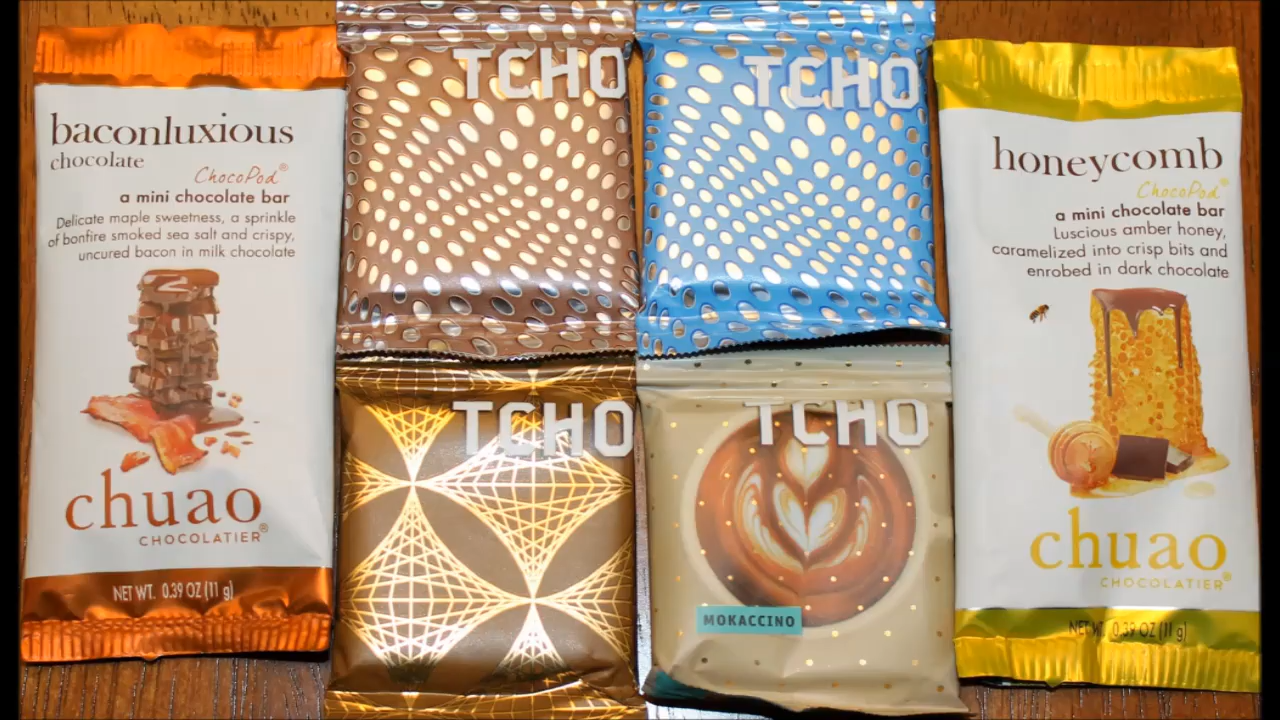 baconluxious
chocolate
ChocoPod®
a mini chocolate bar
Delicate maple sweetness, a sprinkle
of bonfire smoked sea salt and crispy,
uncured bacon in milk chocolate
chuao
CHOCOLATIER®
NET WT. 0.39 OZ (11 g)
TCHO
TCHO
TCHO
TCHO
MOKACCINO
honeycomb
ChocoPod®
a mini chocolate bar
Luscious amber honey,
caramelized into crisp bits and
enrobed in dark chocolate
chuao
CHOCOLATIER®
NET WT. 0.39 OZ (11 g)